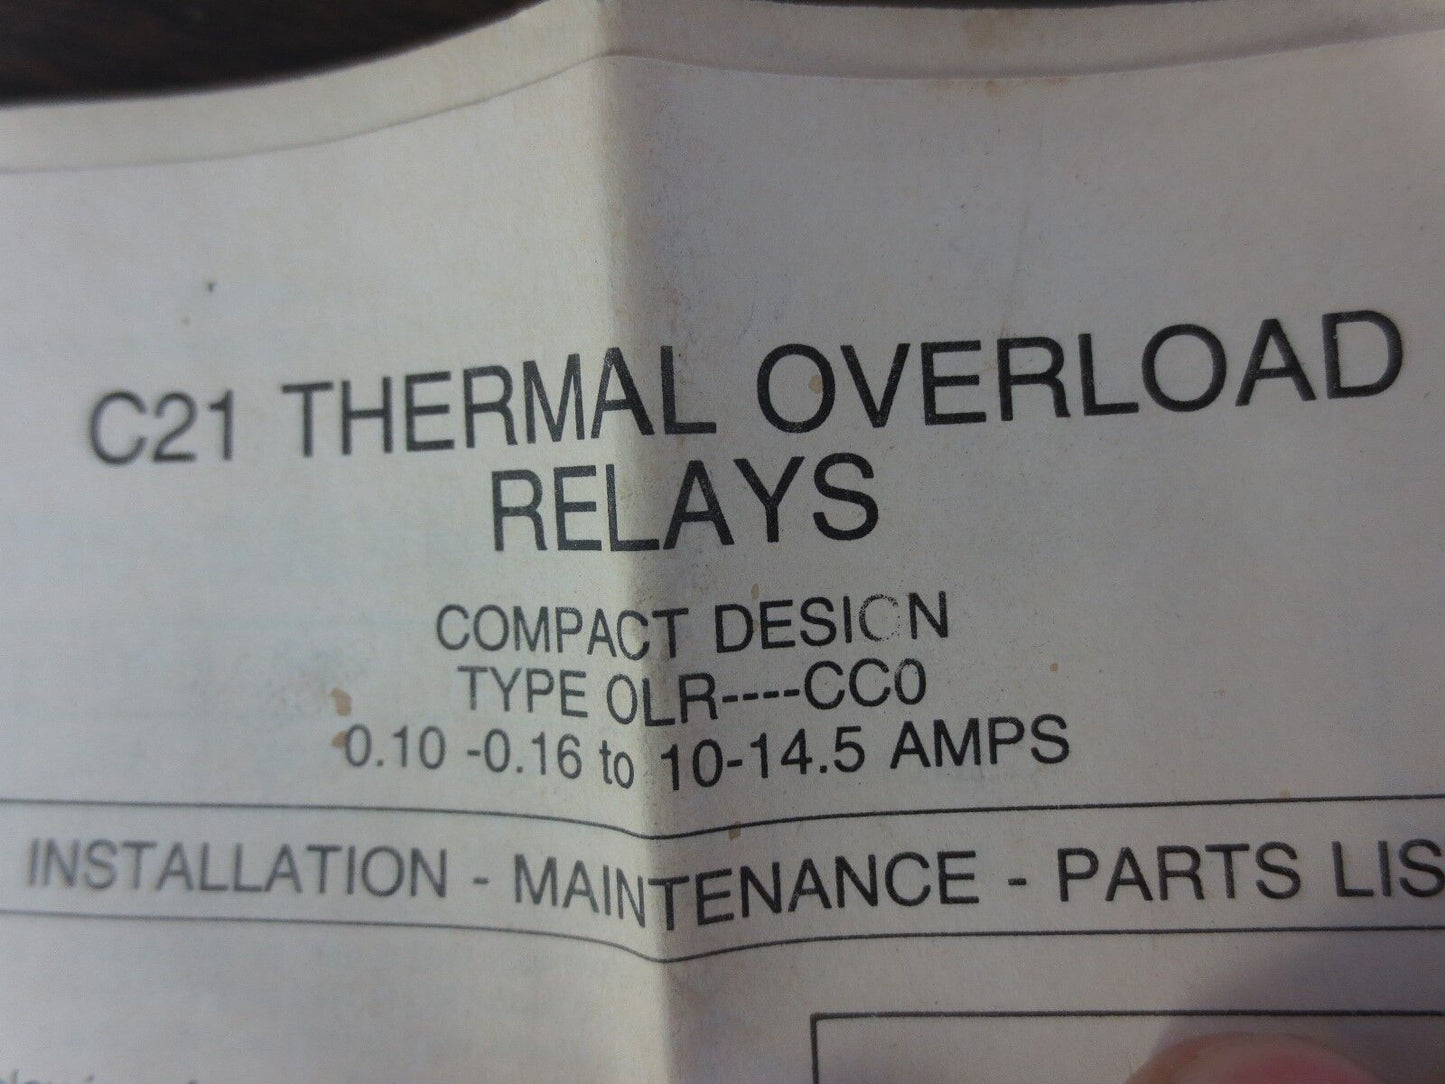 C21 THERMAL OVERLOAD
RELAYS
COMPACT DESIGN
TYPE OLR----CC0
0.10 -0.16 to 10-14.5 AMPS
INSTALLATION - MAINTENANCE - PARTS LIS